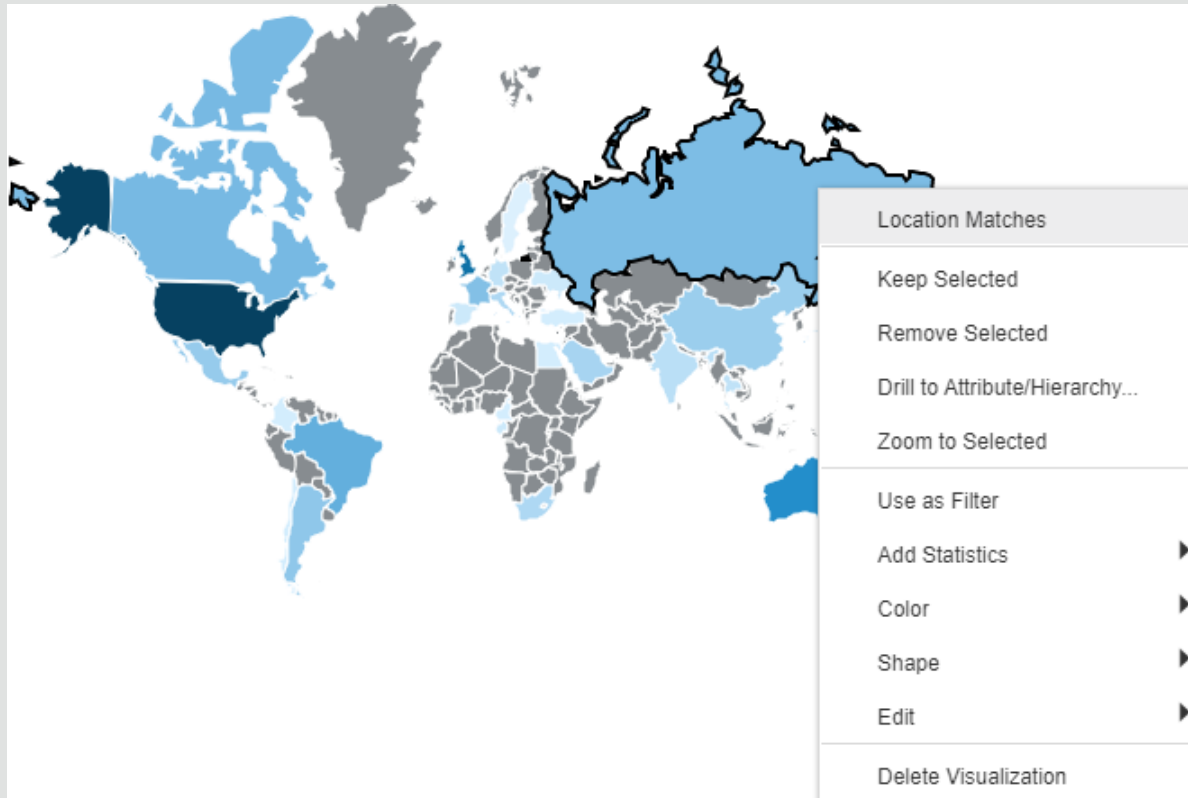 Location Matches
Keep Selected
Remove Selected
Drill to Attribute/Hierarchy...
Zoom to Selected
Use as Filter
Add Statistics
Color
Shape
Edit
Delete Visualization